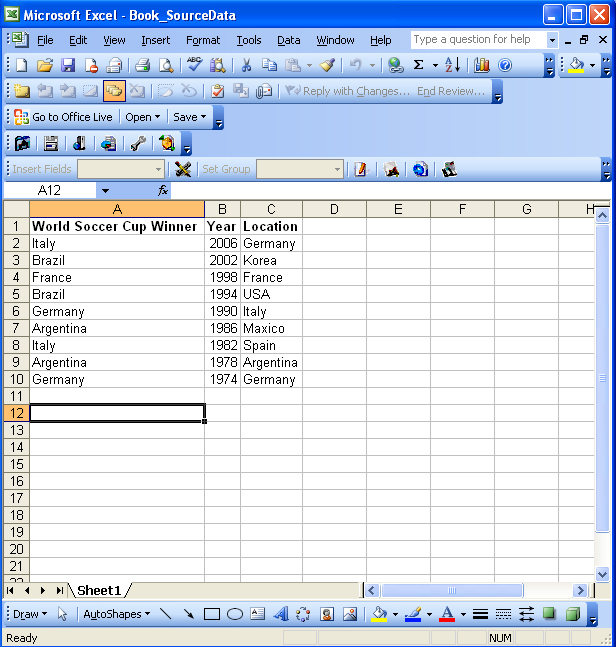 Microsoft Excel - Book_SourceData
File Edit View Insert Format Tools Data Window Help Type a question for help
Reply with Changes... End Review...
Go to Office Live Open Save
Insert Fields Set Group
A12 fx
A B C D E F G H
1 World Soccer Cup Winner Year Location
2 Italy 2006 Germany
3 Brazil 2002 Korea
4 France 1998 France
5 Brazil 1994 USA
6 Germany 1990 Italy
7 Argentina 1986 Maxico
8 Italy 1982 Spain
9 Argentina 1978 Argentina
10 Germany 1974 Germany
11
12
13
14
15
16
17
18
19
20
21
22
Sheet1
Draw AutoShapes
Ready NUM